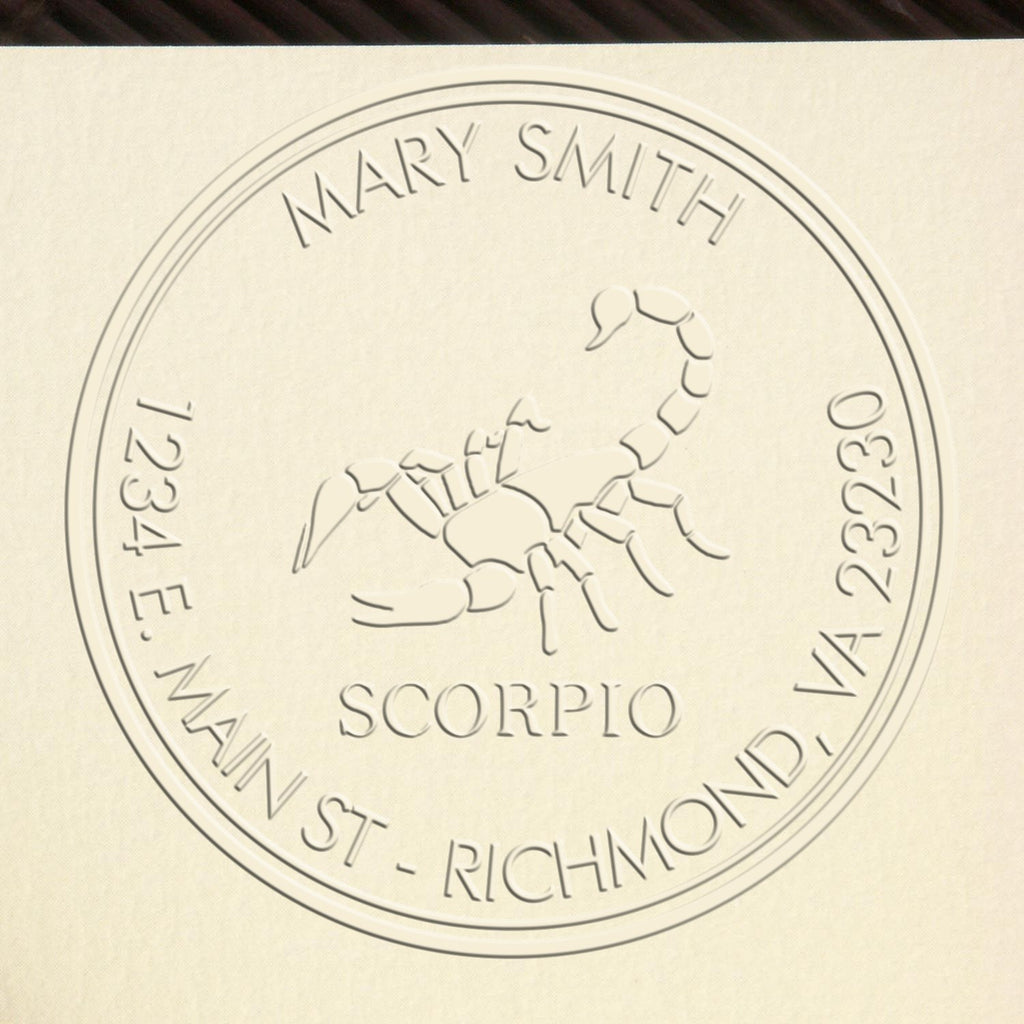 MARY SMITH
SCORPIO
1234 E. MAIN ST - RICHMOND, VA 23230